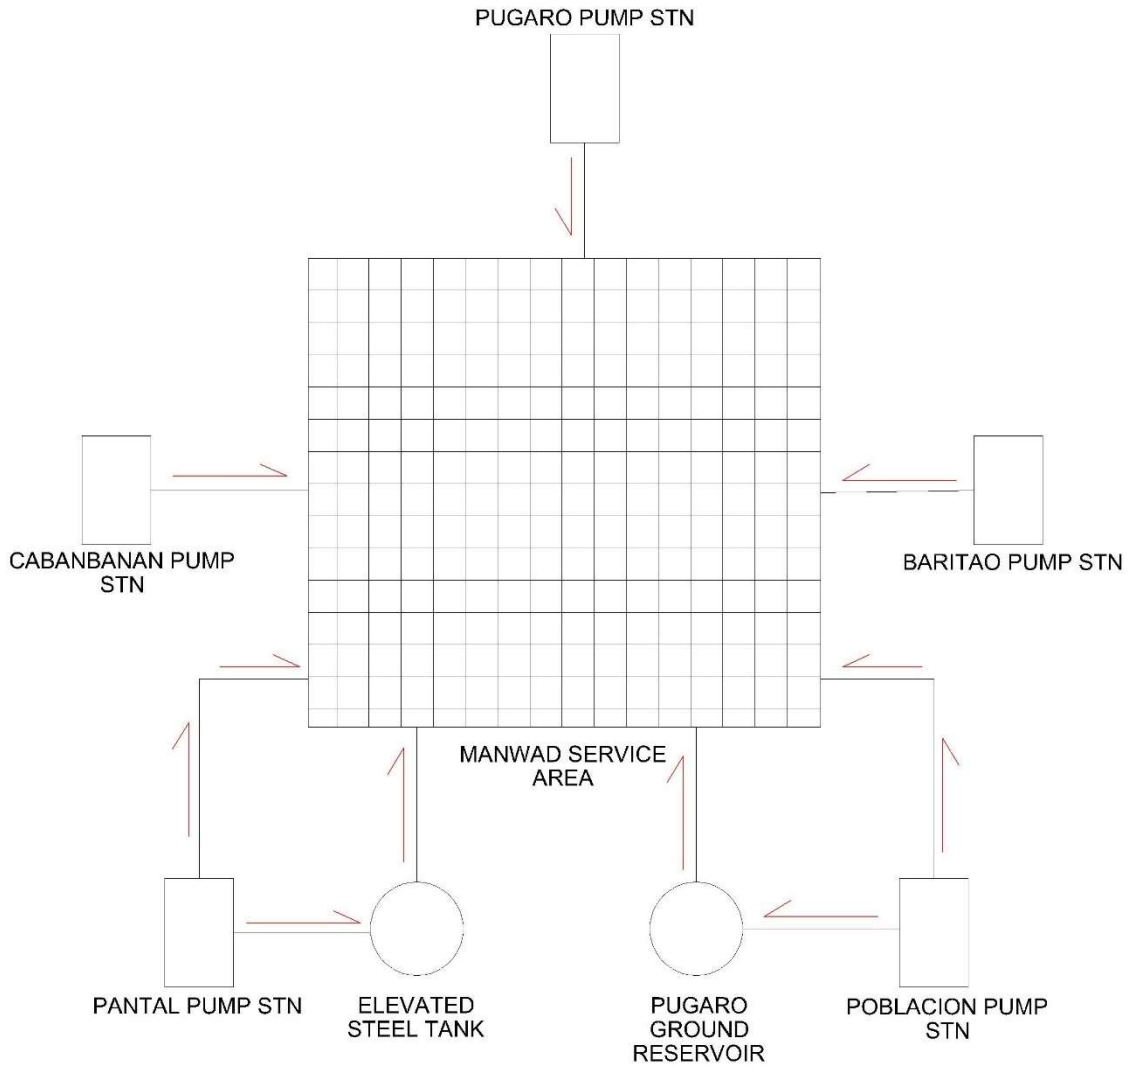 PUGARO PUMP STN
CABANBANAN PUMP
STN
BARITAO PUMP STN
MANWAD SERVICE
AREA
PANTAL PUMP STN
ELEVATED
STEEL TANK
PUGARO
GROUND
RESERVOIR
POBLACION PUMP
STN